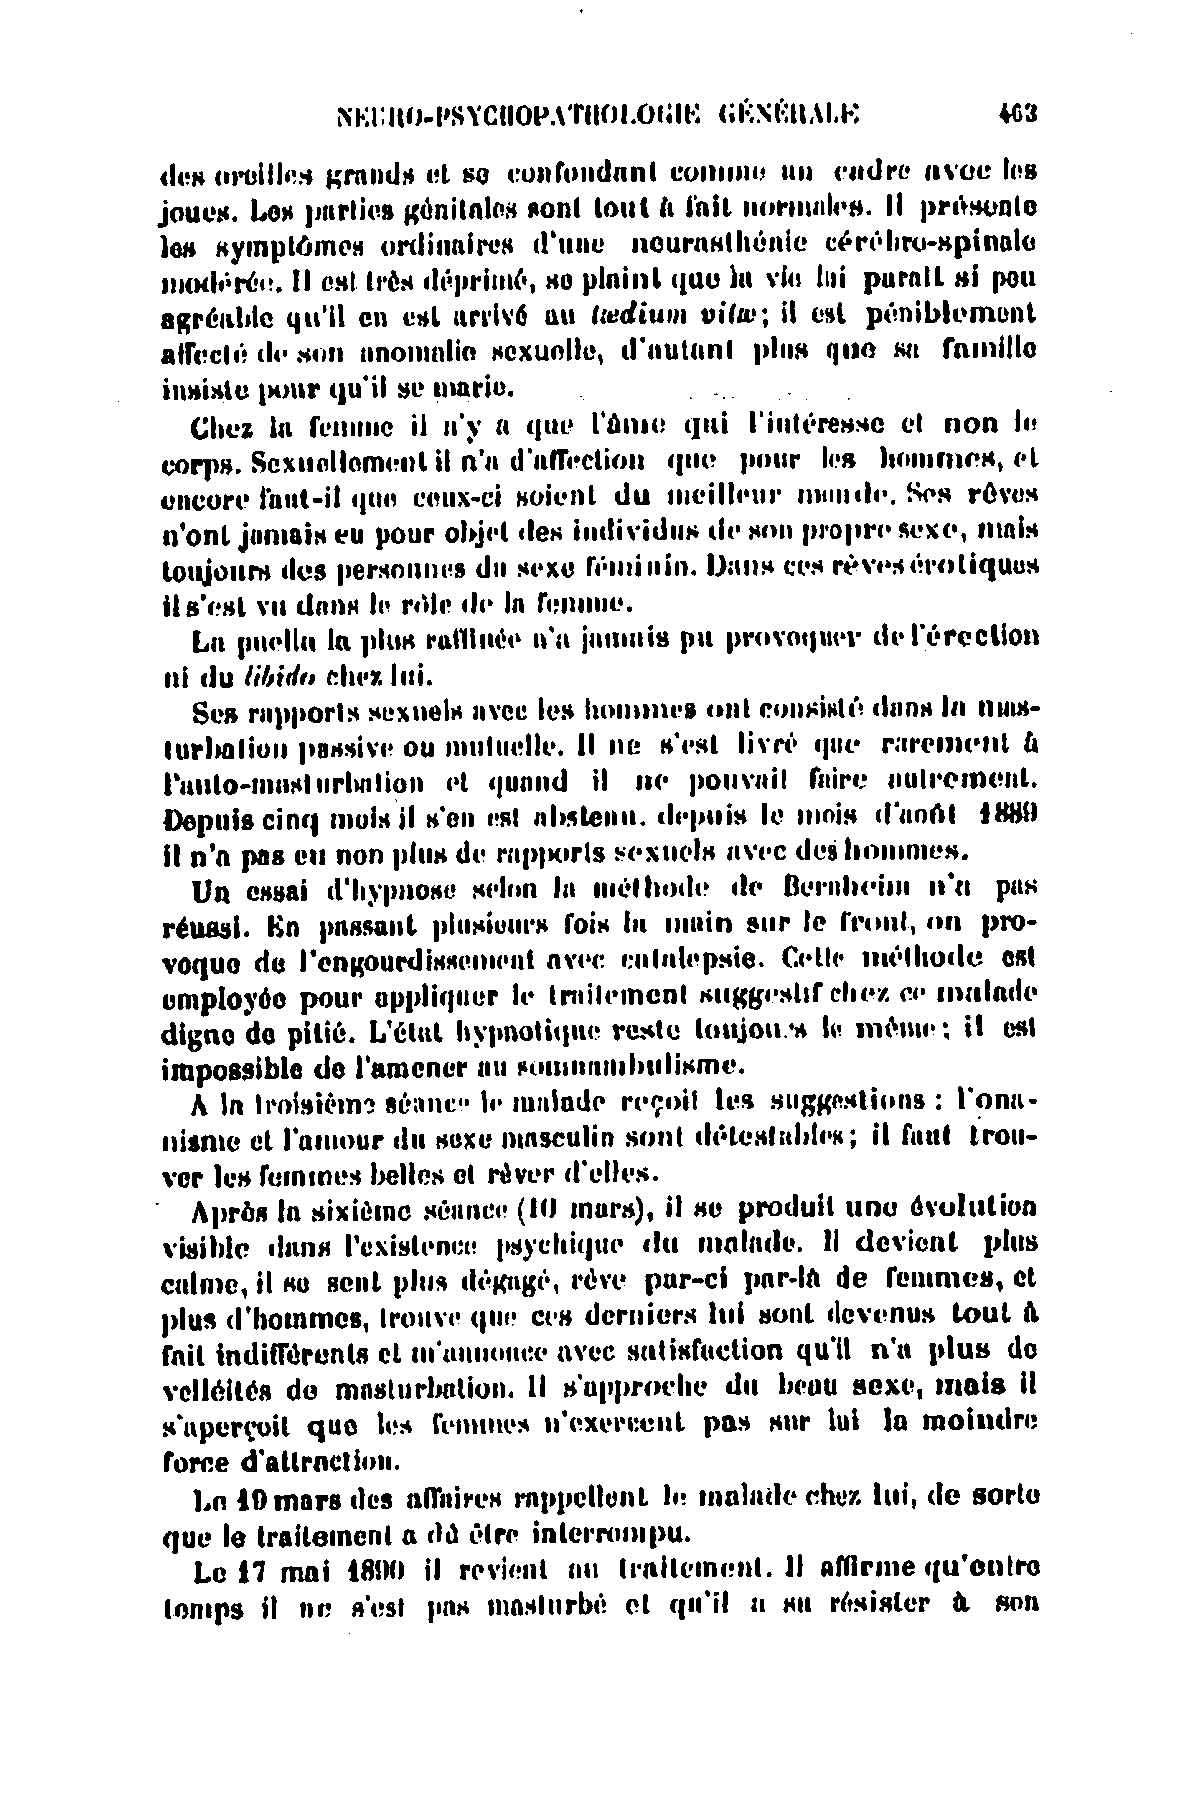 NEURO-PSYCHOPATHOLOGIE GÉNÉRALE 463
des oreilles grands et se confondant comme un cadre avec les
joues. Les parties génitales sont tout à fait normales. Il présente
les symptômes ordinaires d'une neurasthénie cérébro-spinale
modérée. Il est très déprimé, se plaint que la vie lui paraît si peu
agréable qu'il en est arrivé au tædium vitæ; il est péniblement
affecté de son anomalie sexuelle, d'autant plus que sa famille
insiste pour qu'il se marie.
Chez la femme il n'y a que l'âme qui l'intéresse et non le
corps. Sexuellement il n'a d'affection que pour les hommes, et
encore faut-il que ceux-ci soient du meilleur monde. Ses rêves
n'ont jamais eu pour objet des individus de son propre sexe, mais
toujours des personnes du sexe féminin. Dans ces rêves érotiques
il s'est vu dans le rôle de la femme.
La puella la plus raffinée n'a jamais pu provoquer de l'érection
ni du libido chez lui.
Ses rapports sexuels avec les hommes ont consisté dans la mas-
turbation passive ou mutuelle. Il ne s'est livré que rarement à
l'auto-masturbation et quand il ne pouvait faire autrement.
Depuis cinq mois il s'en est abstenu. depuis le mois d'août 1889
il n'a pas eu non plus de rapports sexuels avec des hommes.
Un essai d'hypnose selon la méthode de Bernheim n'a pas
réussi. En passant plusieurs fois la main sur le front, on pro-
voque de l'engourdissement avec catalepsie. Cette méthode est
employée pour appliquer le traitement suggestif chez ce malade
digne de pitié. L'état hypnotique reste toujours le même; il est
impossible de l'amener au somnambulisme.
A la troisième séance le malade reçoit les suggestions : l'ona-
nisme et l'amour du sexe masculin sont détestables; il faut trou-
ver les femmes belles et rêver d'elles.
Après la sixième séance (10 mars), il se produit une évolution
visible dans l'existence psychique du malade. Il devient plus
calme, il se sent plus dégagé, rêve par-ci par-là de femmes, et
plus d'hommes, trouve que ces derniers lui sont devenus tout à
fait indifférents et m'annonce avec satisfaction qu'il n'a plus de
velléités de masturbation. Il s'approche du beau sexe, mais il
s'aperçoit que les femmes n'exercent pas sur lui la moindre
force d'attraction.
Le 19 mars des affaires rappellent le malade chez lui, de sorte
que le traitement a dû être interrompu.
Le 17 mai 1890 il revient au traitement. Il affirme qu'entre
temps il ne s'est pas masturbé et qu'il a su résister à son